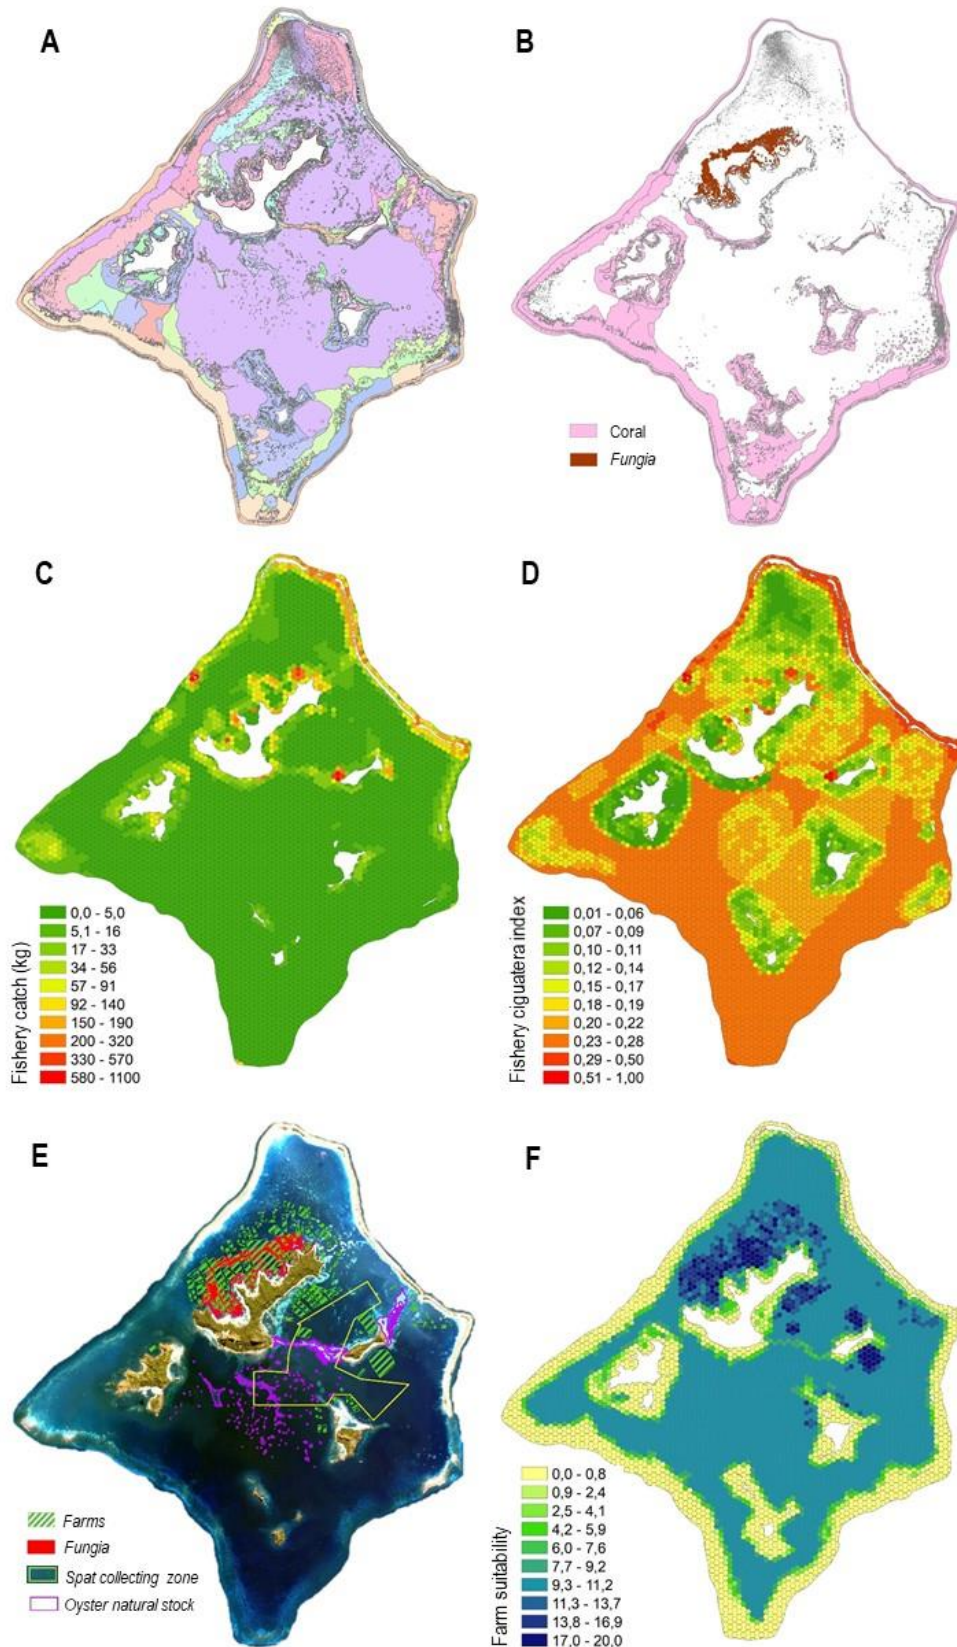 A
B
Coral
Fungia
C
D
Fishery catch (kg)
0,0 - 5,0
5,1 - 16
17 - 33
34 - 56
57 - 91
92 - 140
150 - 190
200 - 320
330 - 570
580 - 1100
Fishery ciguatera index
0,01 - 0,06
0,07 - 0,09
0,10 - 0,11
0,12 - 0,14
0,15 - 0,17
0,18 - 0,19
0,20 - 0,22
0,23 - 0,28
0,29 - 0,50
0,51 - 1,00
E
F
Farms
Fungia
Spat collecting zone
Oyster natural stock
Farm suitability
0,0 - 0,8
0,9 - 2,4
2,5 - 4,1
4,2 - 5,9
6,0 - 7,6
7,7 - 9,2
9,3 - 11,2
11,3 - 13,7
13,8 - 16,9
17,0 - 20,0